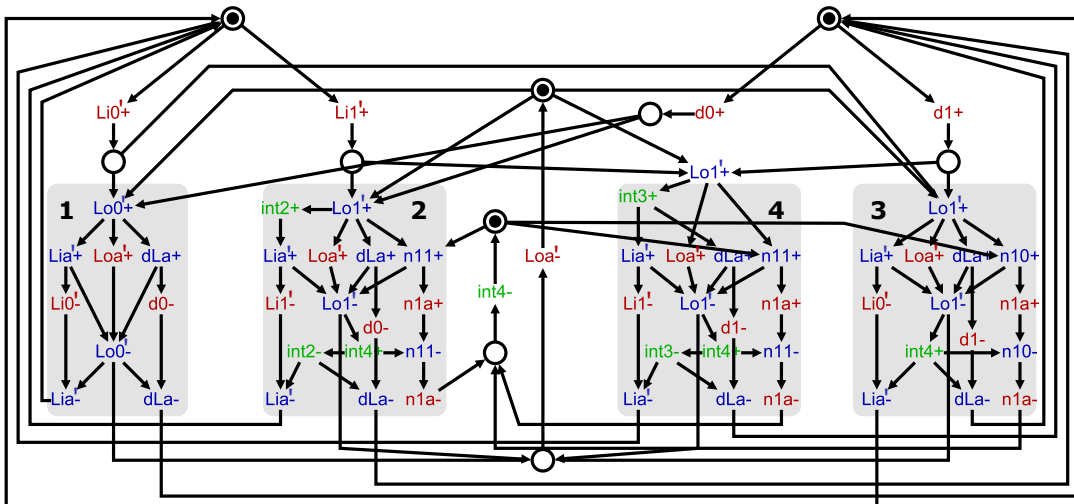 Li0'+ Li1'+ d0+ d1+
Lo1'+
1 Lo0'+ int2+ Lo1'+ 2 int3+ 4 3 Lo1'+
Lia'+ Loa'+ dLa+ Lia'+ Loa'+ dLa+ n11+ Loa'- Lia'+ Loa'+ dLa+ n11+ Lia'+ Loa'+ dLa+ n10+
int4-
Li0'- d0- Li1'- Lo1'- n1a+ Li1'- Lo1'- n1a+ Li0'- Lo1'- n1a+
d0- d1- d1-
Lo0'- int2- int4+ n11- int3- int4+ n11- int4+ n10-
Lia'- dLa- Lia'- dLa- n1a- Lia'- dLa- n1a- Lia'- dLa- n1a-